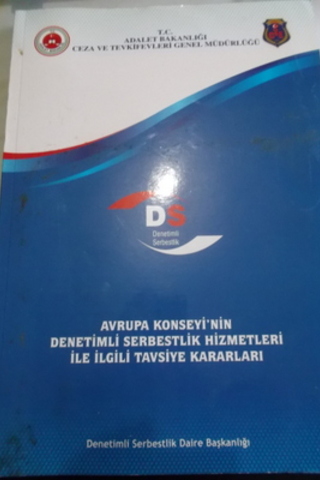 T.C.
ADALET BAKANLIĞI
CEZA VE TEVKİFEVLERİ GENEL MÜDÜRLÜĞÜ
DS
Denetimli
Serbestlik
AVRUPA KONSEYİ'NİN
DENETİMLİ SERBESTLİK HİZMETLERİ
İLE İLGİLİ TAVSİYE KARARLARI
Denetimli Serbestlik Daire Başkanlığı